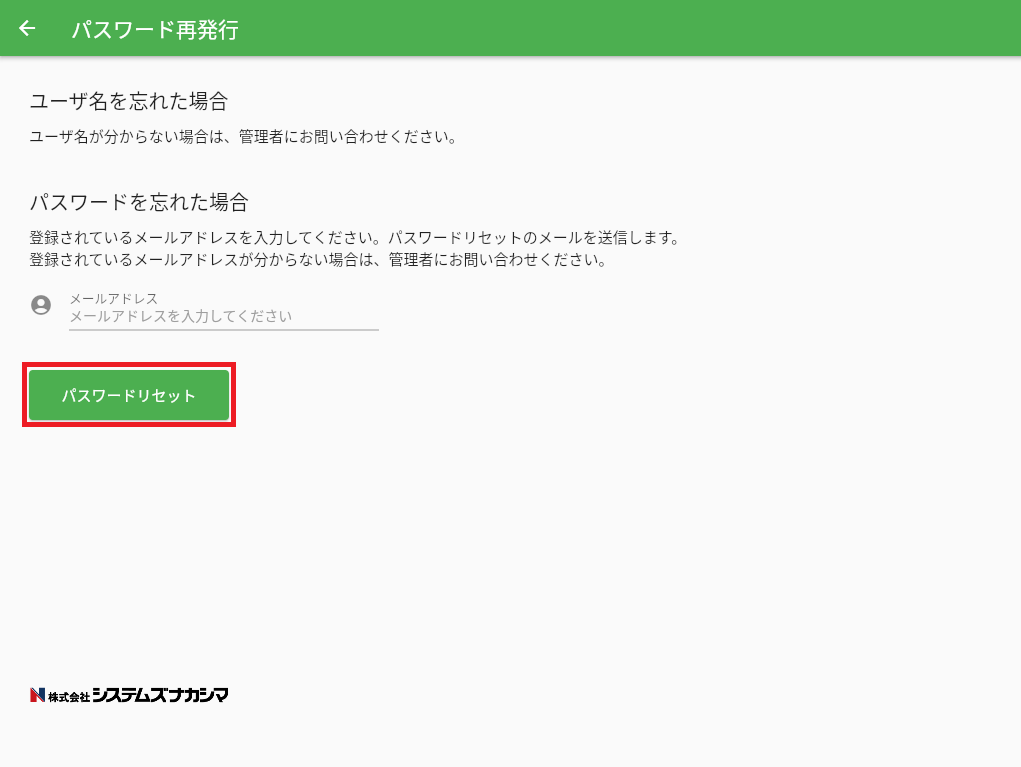 パスワード再発行
ユーザ名を忘れた場合
ユーザ名が分からない場合は、管理者にお問い合わせください。
パスワードを忘れた場合
登録されているメールアドレスを入力してください。パスワードリセットのメールを送信します。
登録されているメールアドレスが分からない場合は、管理者にお問い合わせください。
メールアドレス
メールアドレスを入力してください
パスワードリセット
株式会社システムズナカシマ